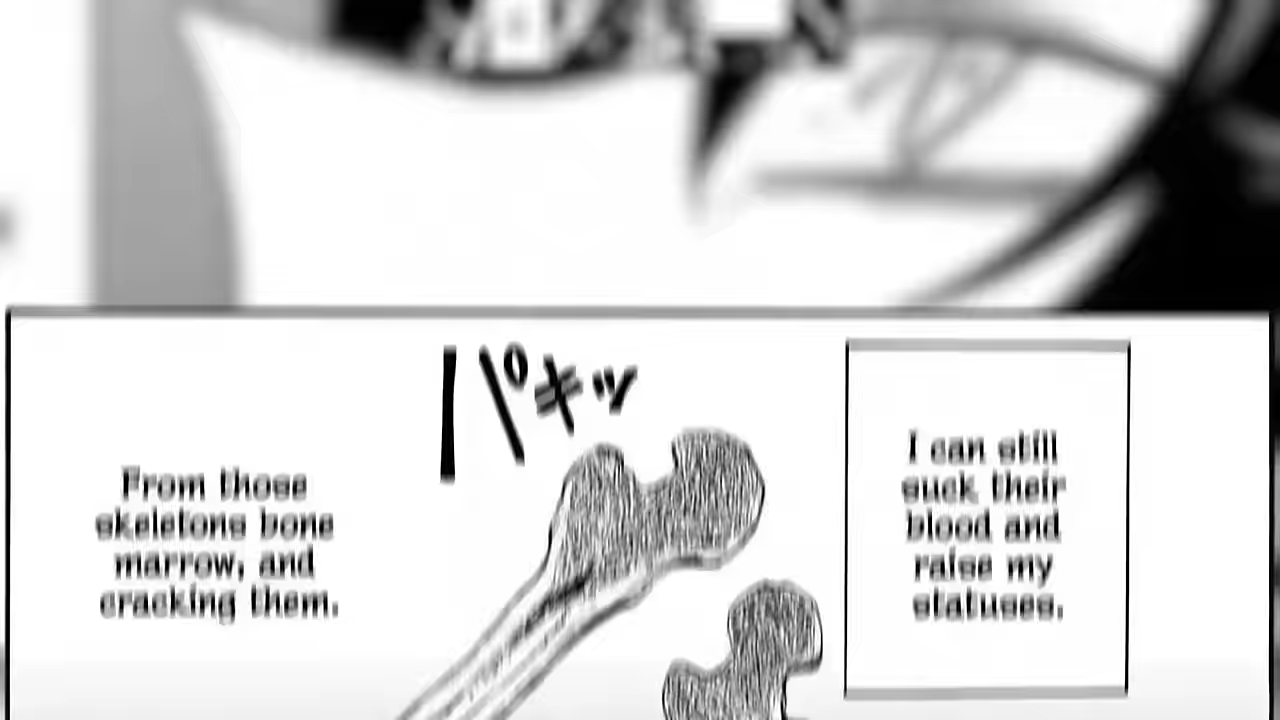 パキッ
From those
skeletons bone
marrow, and
cracking them.
I can still
suck their
blood and
raise my
statuses.